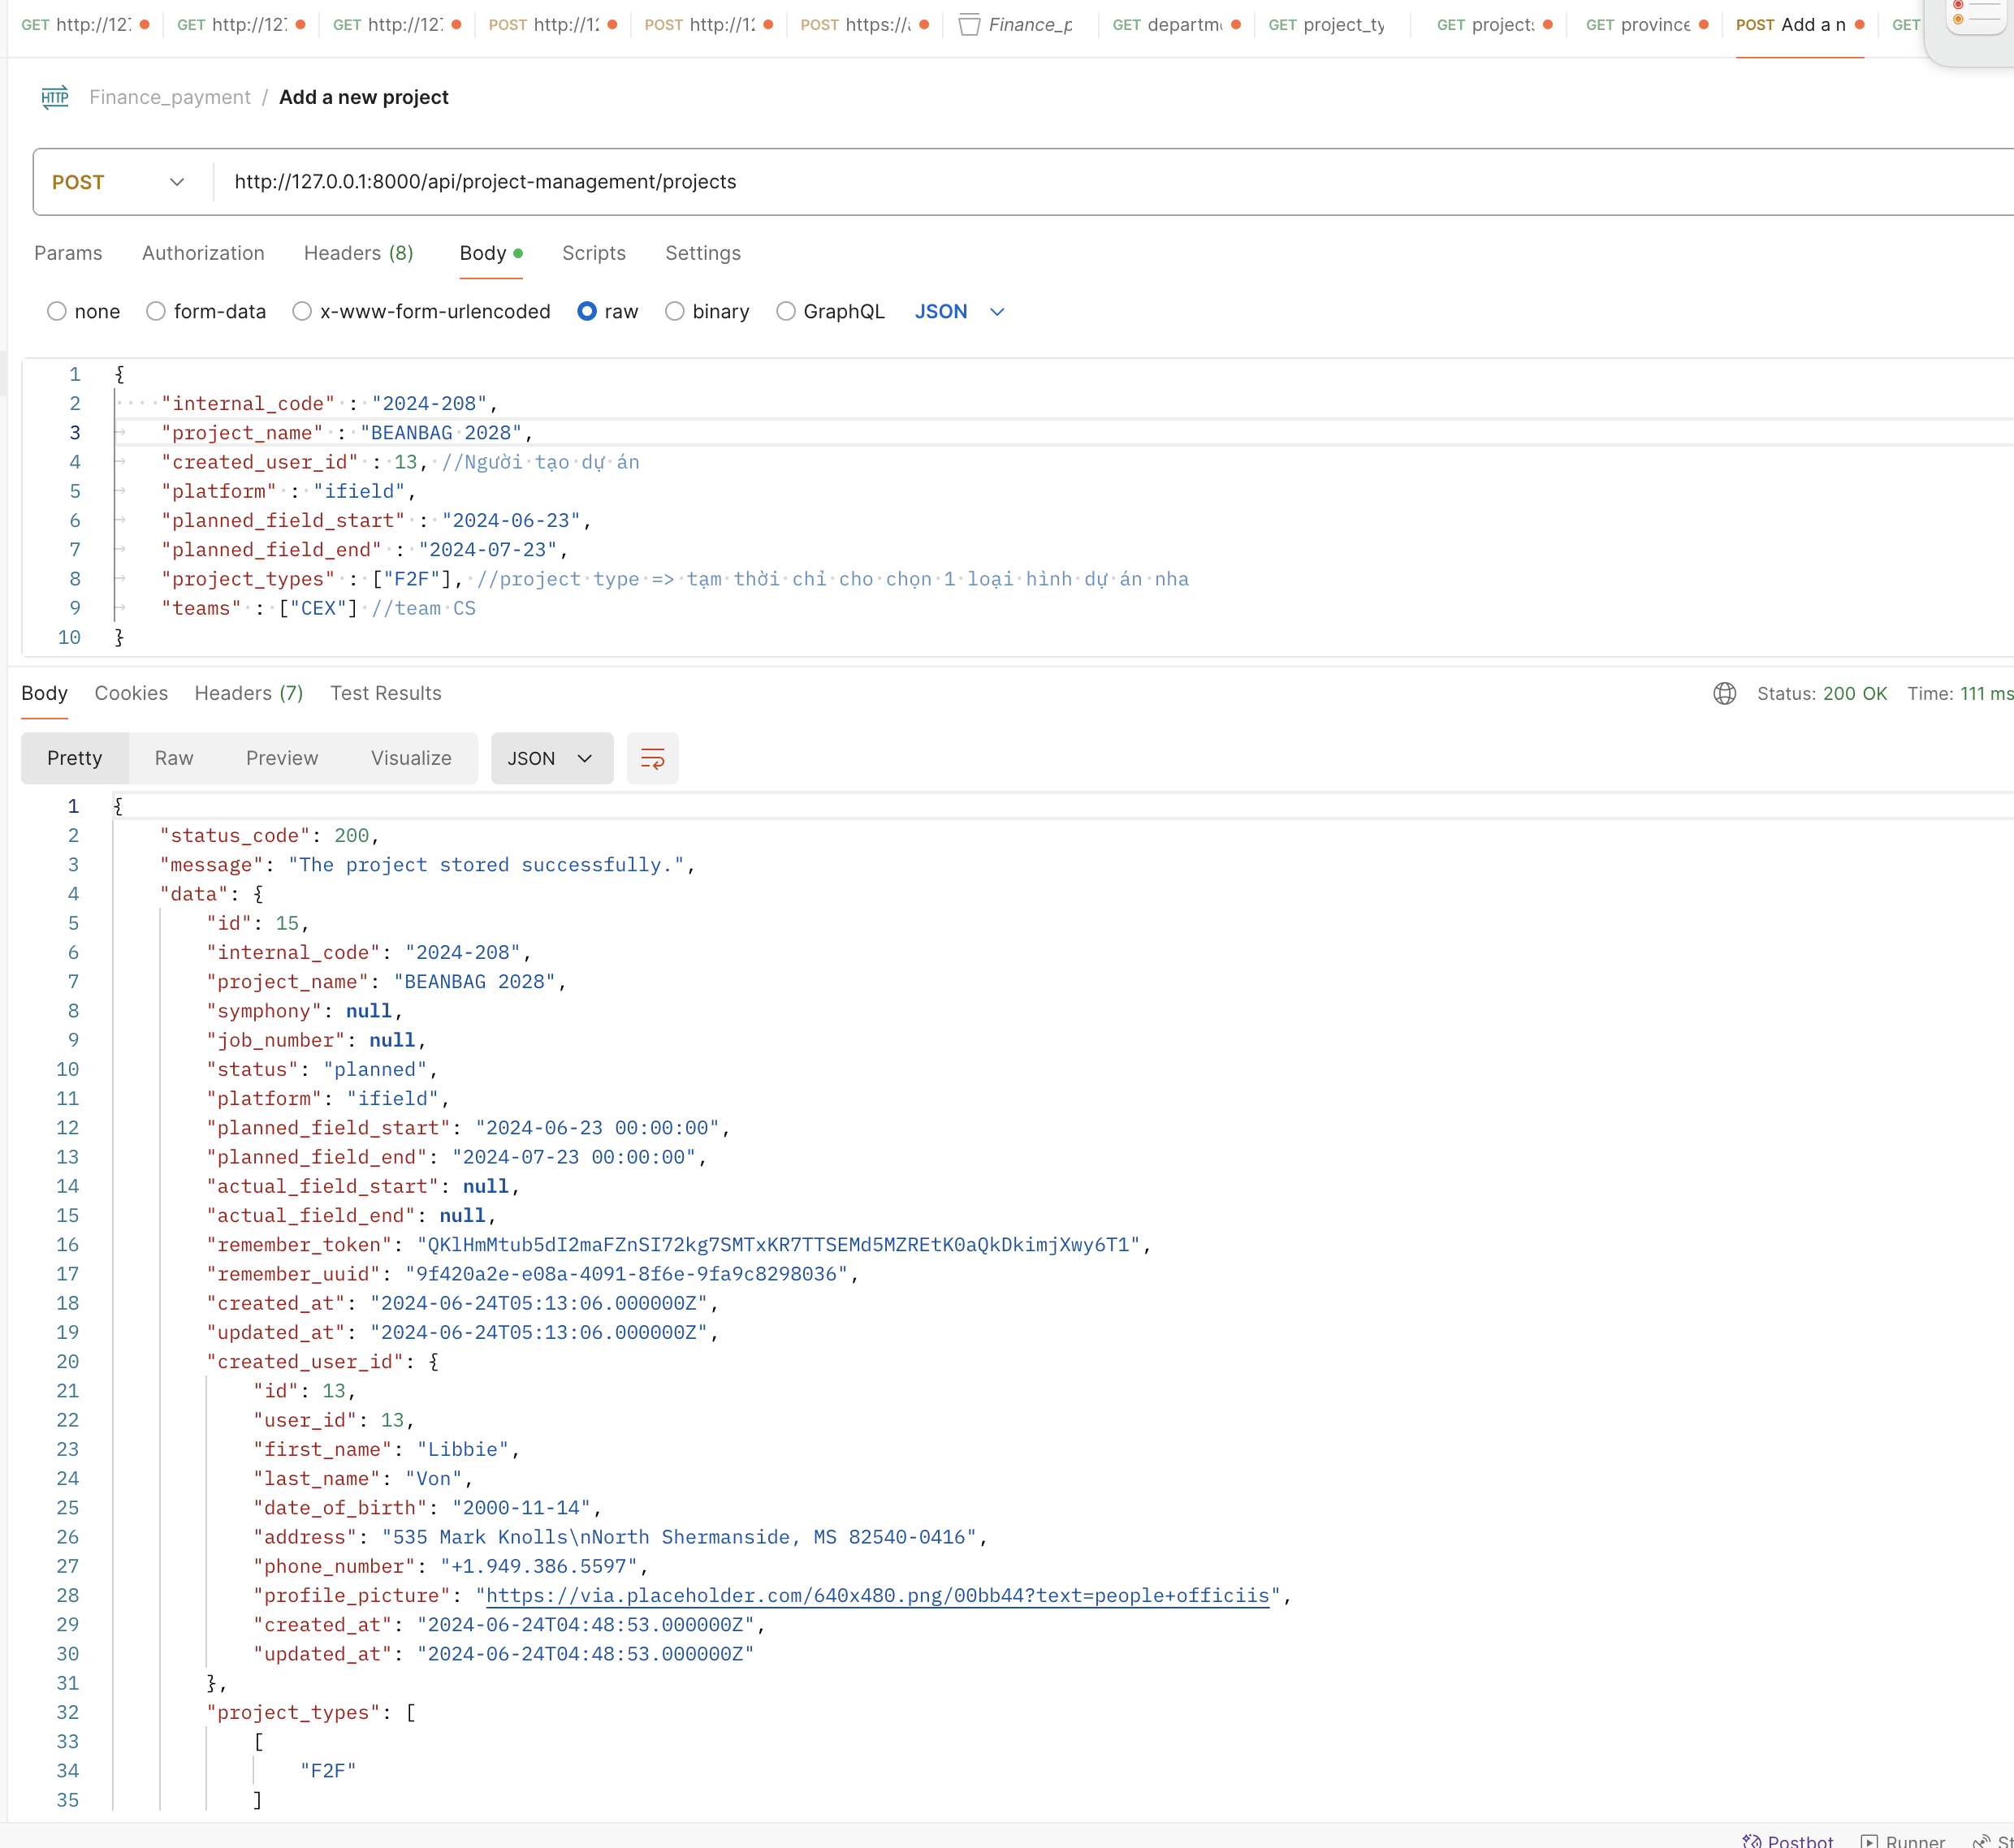 GET http://127. GET http://127. GET http://127. POST http://12 POST http://12 POST https:// Finance_p GET departm GET project_ty GET projects GET province POST Add a n GET
HTTP Finance_payment / Add a new project
POST http://127.0.0.1:8000/api/project-management/projects
Params Authorization Headers (8) Body Scripts Settings
none form-data x-www-form-urlencoded raw binary GraphQL JSON
1 {
2 "internal_code" : "2024-208",
3 "project_name" : "BEANBAG 2028",
4 "created_user_id" : 13, //Người tạo dự án
5 "platform" : "ifield",
6 "planned_field_start" : "2024-06-23",
7 "planned_field_end" : "2024-07-23",
8 "project_types" : ["F2F"], //project type => tạm thời chỉ cho chọn 1 loại hình dự án nha
9 "teams" : ["CEX"] //team CS
10 }
Body Cookies Headers (7) Test Results Status: 200 OK Time: 111 ms
Pretty Raw Preview Visualize JSON
1 {
2 "status_code": 200,
3 "message": "The project stored successfully.",
4 "data": {
5 "id": 15,
6 "internal_code": "2024-208",
7 "project_name": "BEANBAG 2028",
8 "symphony": null,
9 "job_number": null,
10 "status": "planned",
11 "platform": "ifield",
12 "planned_field_start": "2024-06-23 00:00:00",
13 "planned_field_end": "2024-07-23 00:00:00",
14 "actual_field_start": null,
15 "actual_field_end": null,
16 "remember_token": "QKlHmMtub5dI2maFZnSI72kg7SMTxKR7TTSEMd5MZREtK0aQkDkimjXwy6T1",
17 "remember_uuid": "9f420a2e-e08a-4091-8f6e-9fa9c8298036",
18 "created_at": "2024-06-24T05:13:06.000000Z",
19 "updated_at": "2024-06-24T05:13:06.000000Z",
20 "created_user_id": {
21 "id": 13,
22 "user_id": 13,
23 "first_name": "Libbie",
24 "last_name": "Von",
25 "date_of_birth": "2000-11-14",
26 "address": "535 Mark Knolls\nNorth Shermanside, MS 82540-0416",
27 "phone_number": "+1.949.386.5597",
28 "profile_picture": "https://via.placeholder.com/640x480.png/00bb44?text=people+officiis",
29 "created_at": "2024-06-24T04:48:53.000000Z",
30 "updated_at": "2024-06-24T04:48:53.000000Z"
31 },
32 "project_types": [
33 [
34 "F2F"
35 ]
Postbot Runner